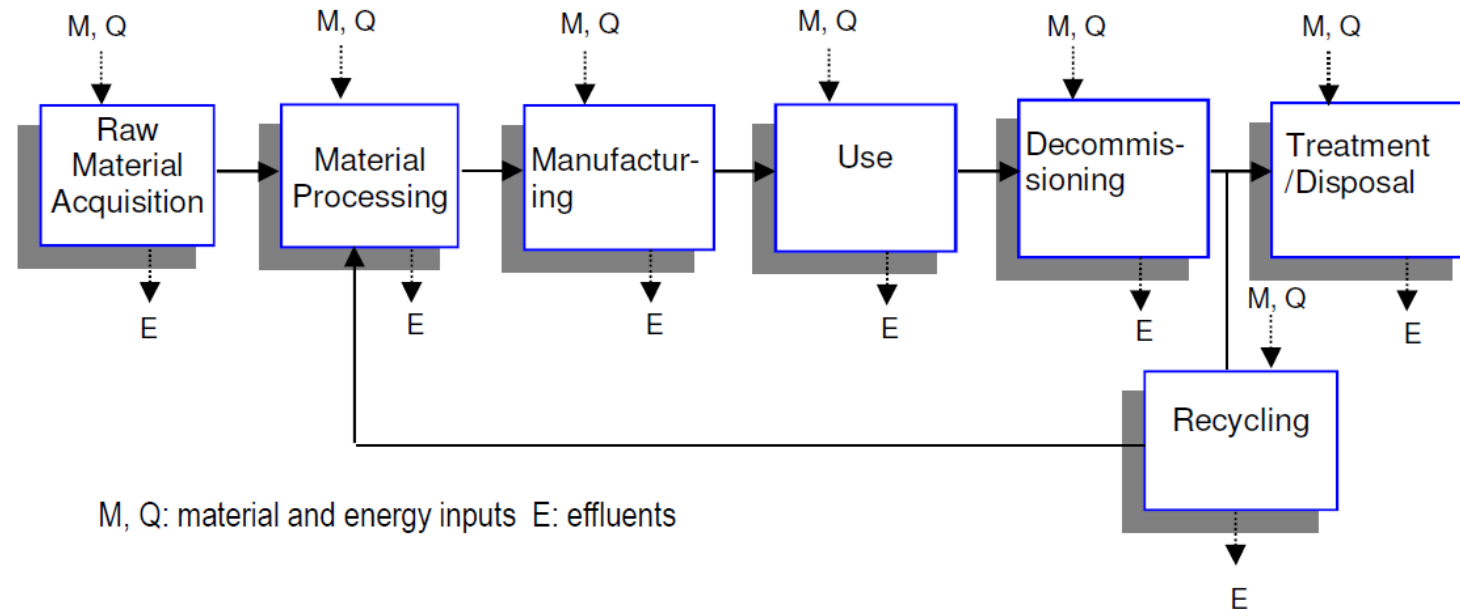 M, Q
M, Q
M, Q
M, Q
M, Q
M, Q
Raw
Material
Acquisition
Material
Processing
Manufactur-
ing
Use
Decommis-
sioning
Treatment
/Disposal
E
E
E
E
E
E
M, Q
Recycling
E
M, Q: material and energy inputs E: effluents